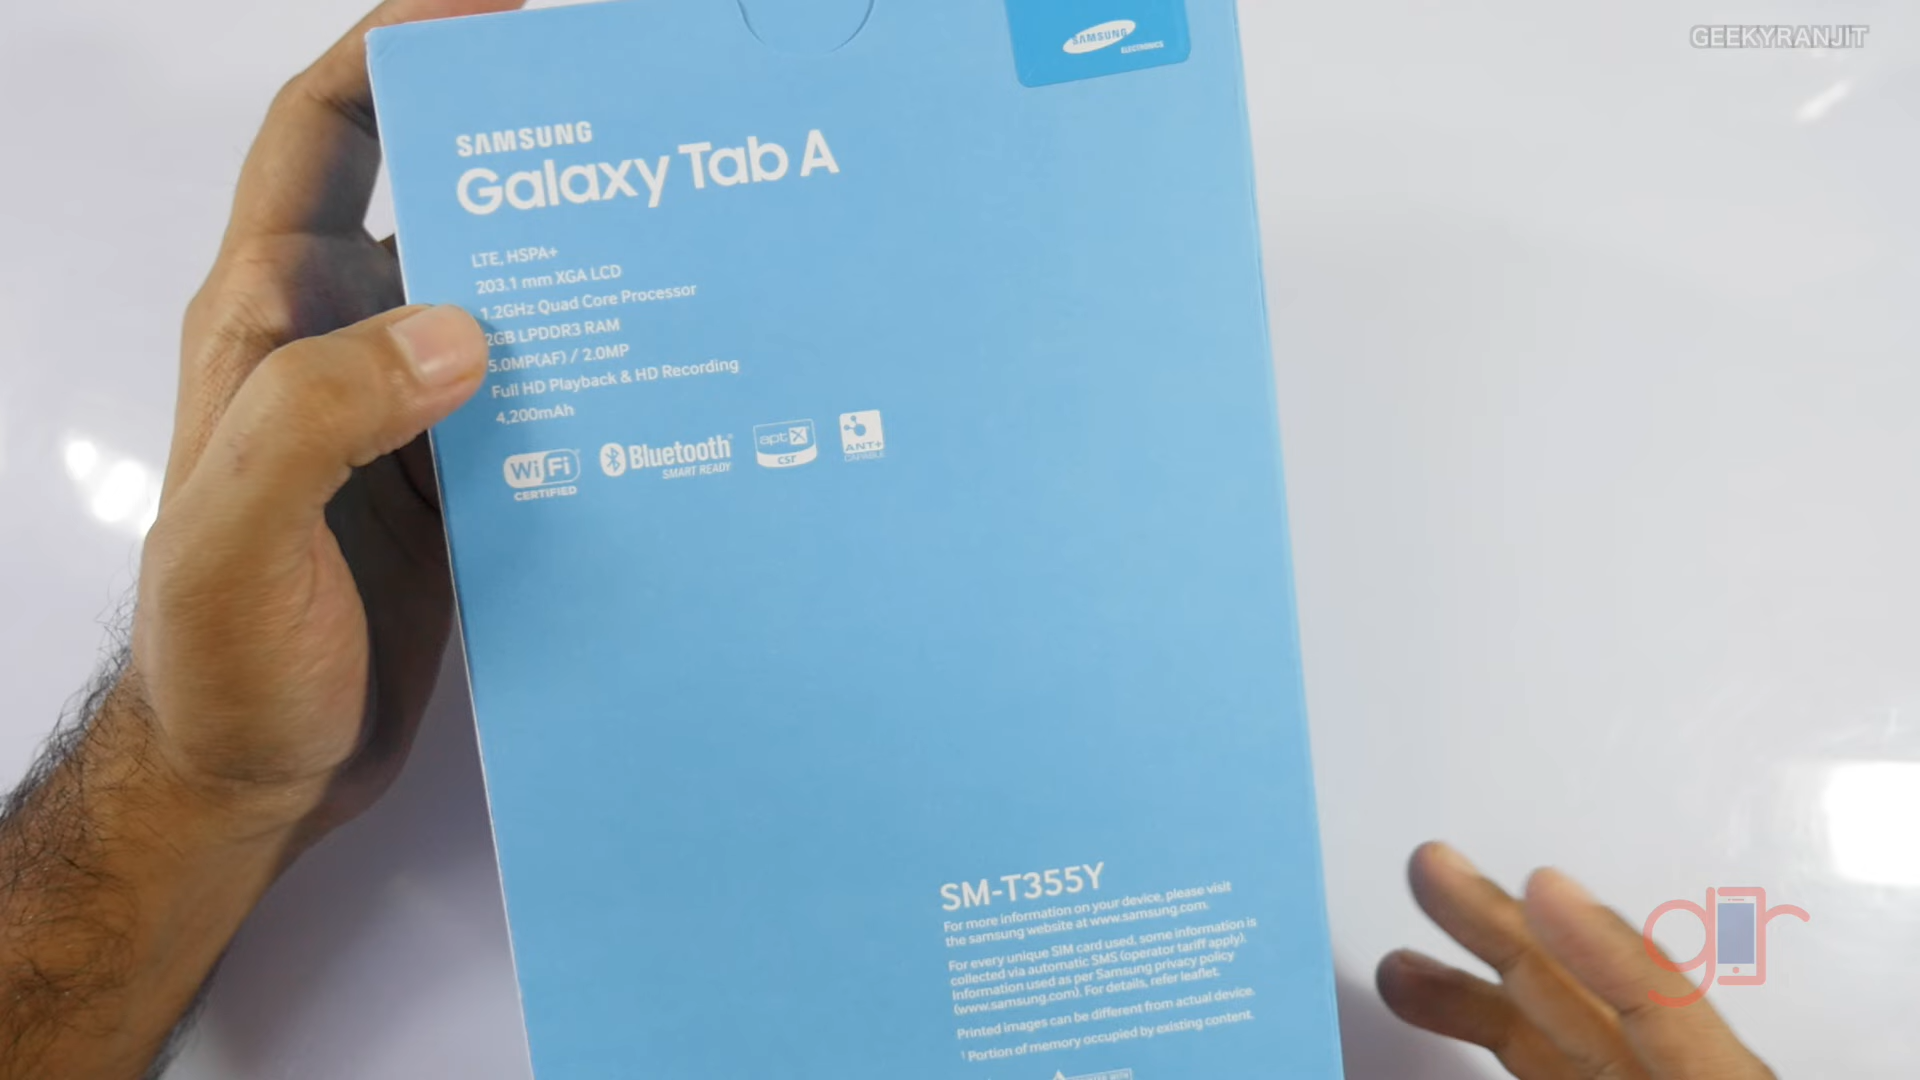 GEEKYRANJIT
SAMSUNG
ELECTRONICS
SAMSUNG
Galaxy Tab A
LTE, HSPA+
203.1 mm XGA LCD
1.2GHz Quad Core Processor
2GB LPDDR3 RAM
5.0MP(AF) / 2.0MP
Full HD Playback & HD Recording
4,200mAh
Wi Fi
CERTIFIED
Bluetooth®
SMART READY
aptX
csr
ANT+
CAPABLE
SM-T355Y
For more information on your device, please visit
the samsung website at www.samsung.com.
For every unique SIM card used, some information is
collected via automatic SMS (operator tariff apply).
Information used as per Samsung privacy policy
(www.samsung.com). For details, refer leaflet.
Printed images can be different from actual device.
¹ Portion of memory occupied by existing content.
gr